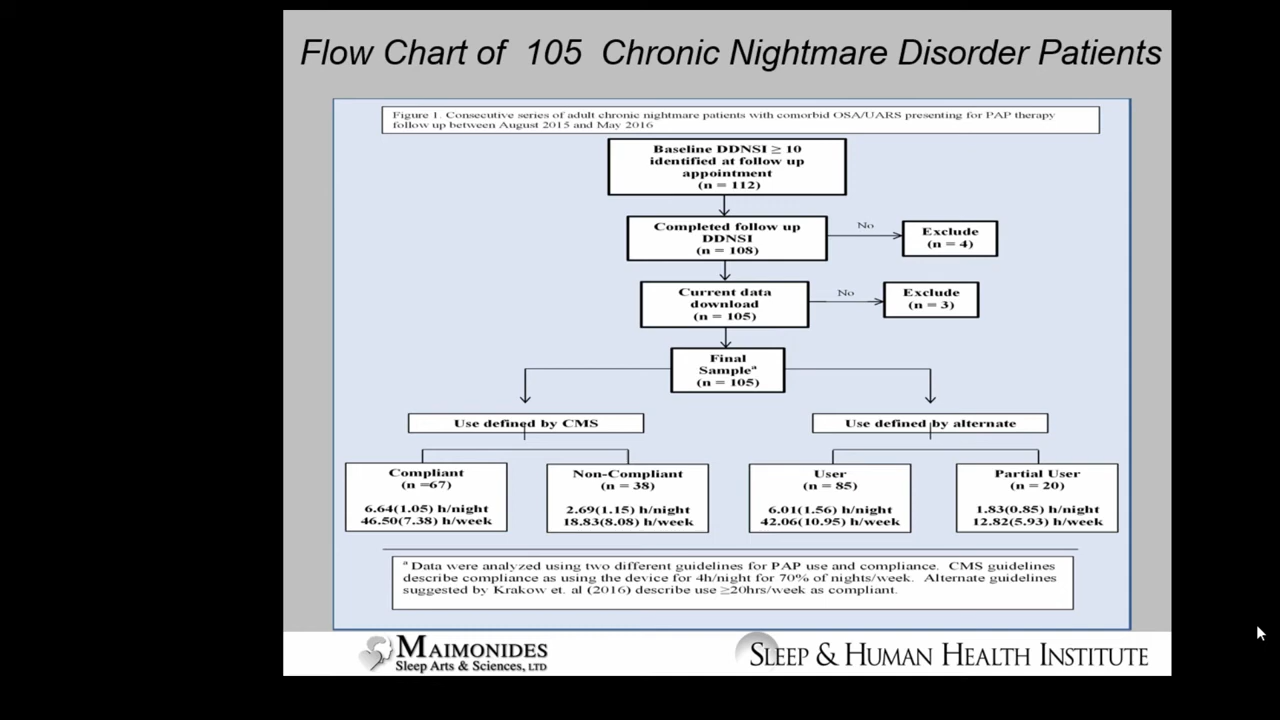 Flow Chart of 105 Chronic Nightmare Disorder Patients
Figure 1. Consecutive series of adult chronic nightmare patients with comorbid OSA/UARS presenting for PAP therapy
follow up between August 2015 and May 2016
Baseline DDNSI ≥ 10
identified at follow up
appointment
(n = 112)
Completed follow up
DDNSI
(n = 108)
No
Exclude
(n = 4)
Current data
download
(n = 105)
No
Exclude
(n = 3)
Final
Sampleª
(n = 105)
Use defined by CMS
Use defined by alternate
Compliant
(n =67)
6.64(1.05) h/night
46.50(7.38) h/week
Non-Compliant
(n = 38)
2.69(1.15) h/night
18.83(8.08) h/week
User
(n = 85)
6.01(1.56) h/night
42.06(10.95) h/week
Partial User
(n = 20)
1.83(0.85) h/night
12.82(5.93) h/week
ª Data were analyzed using two different guidelines for PAP use and compliance. CMS guidelines
describe compliance as using the device for 4h/night for 70% of nights/week. Alternate guidelines
suggested by Krakow et. al (2016) describe use ≥20hrs/week as compliant.
MAIMONIDES
Sleep Arts & Sciences, LTD
SLEEP & HUMAN HEALTH INSTITUTE